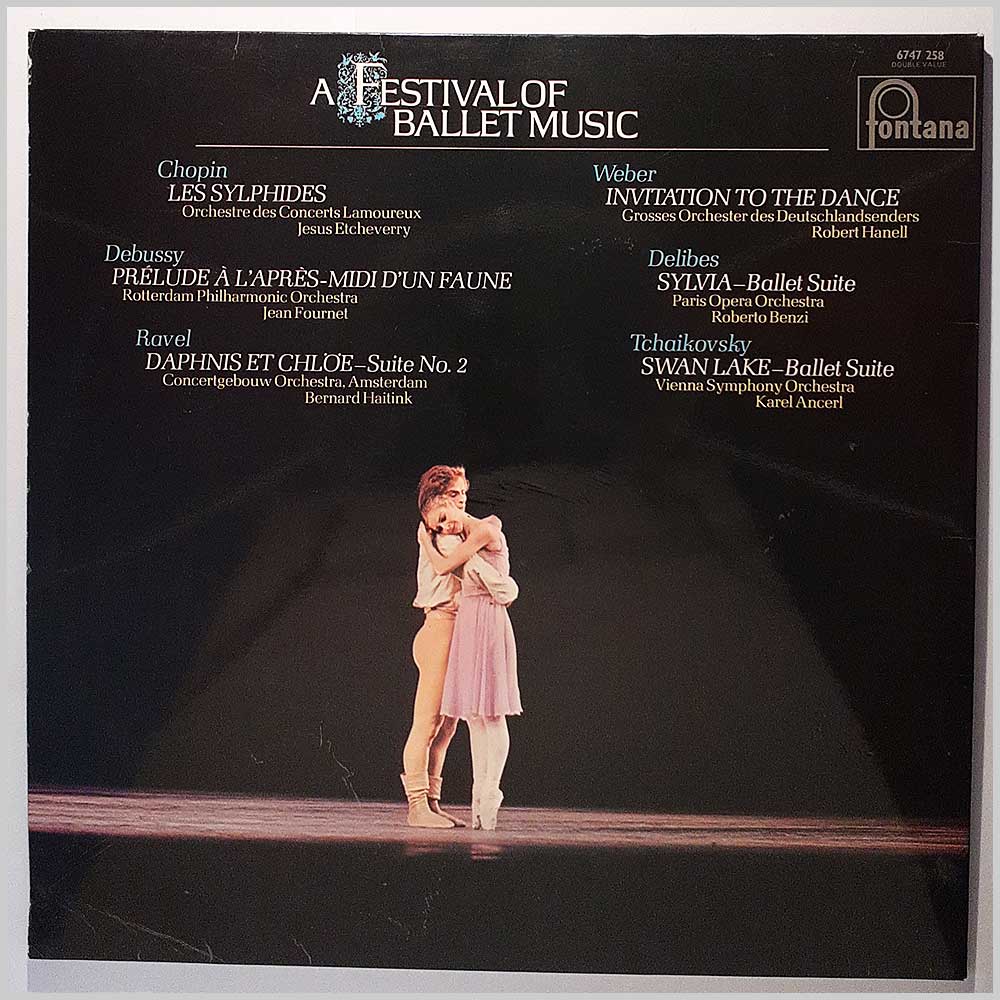 A FESTIVAL OF
BALLET MUSIC
6747 258
DOUBLE VALUE
fontana
Chopin
LES SYLPHIDES
Orchestre des Concerts Lamoureux
Jesus Etcheverry
Debussy
PRÉLUDE À L'APRÈS-MIDI D'UN FAUNE
Rotterdam Philharmonic Orchestra
Jean Fournet
Ravel
DAPHNIS ET CHLÖE–Suite No. 2
Concertgebouw Orchestra, Amsterdam
Bernard Haitink
Weber
INVITATION TO THE DANCE
Grosses Orchester des Deutschlandsenders
Robert Hanell
Delibes
SYLVIA–Ballet Suite
Paris Opera Orchestra
Roberto Benzi
Tchaikovsky
SWAN LAKE–Ballet Suite
Vienna Symphony Orchestra
Karel Ancerl